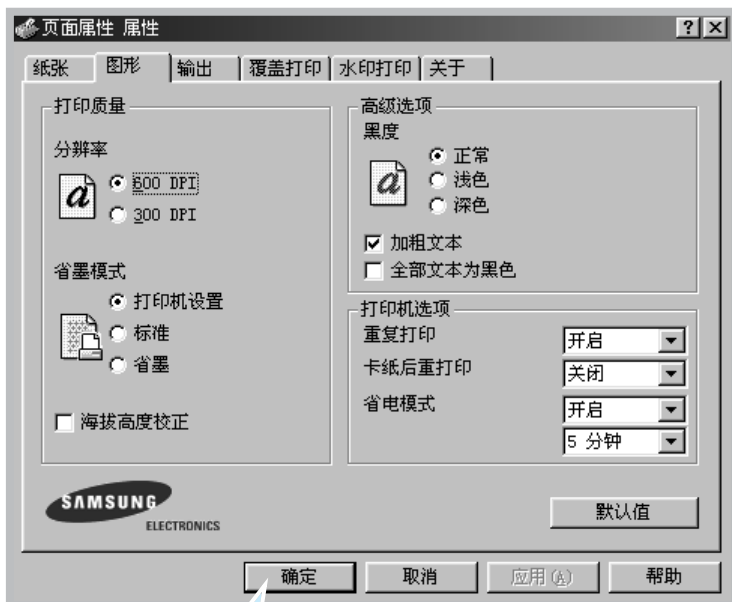 页面属性 属性
纸张 图形 输出 覆盖打印 水印打印 关于
打印质量
分辨率
a
600 DPI
300 DPI
省墨模式
打印机设置
标准
省墨
海拔高度校正
高级选项
黑度
a
正常
浅色
深色
加粗文本
全部文本为黑色
打印机选项
重复打印 开启
卡纸后重打印 关闭
省电模式 开启
5 分钟
SAMSUNG
ELECTRONICS
默认值
确定 取消 应用(A) 帮助